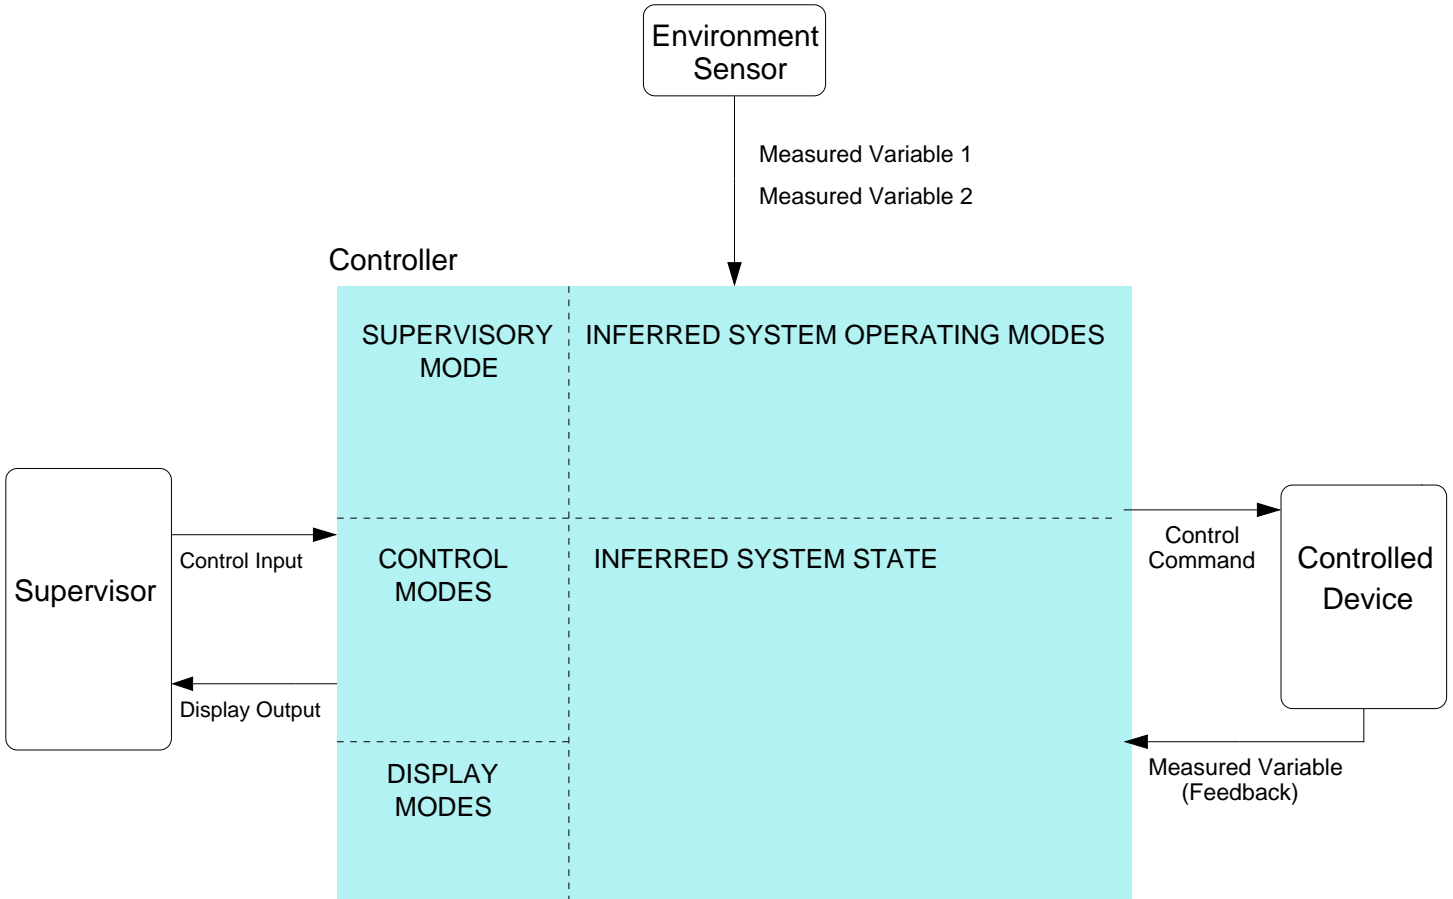 Environment
Sensor
Measured Variable 1
Measured Variable 2
Controller
SUPERVISORY
MODE
INFERRED SYSTEM OPERATING MODES
Supervisor
Control Input
Display Output
CONTROL
MODES
INFERRED SYSTEM STATE
DISPLAY
MODES
Control
Command
Controlled
Device
Measured Variable
(Feedback)